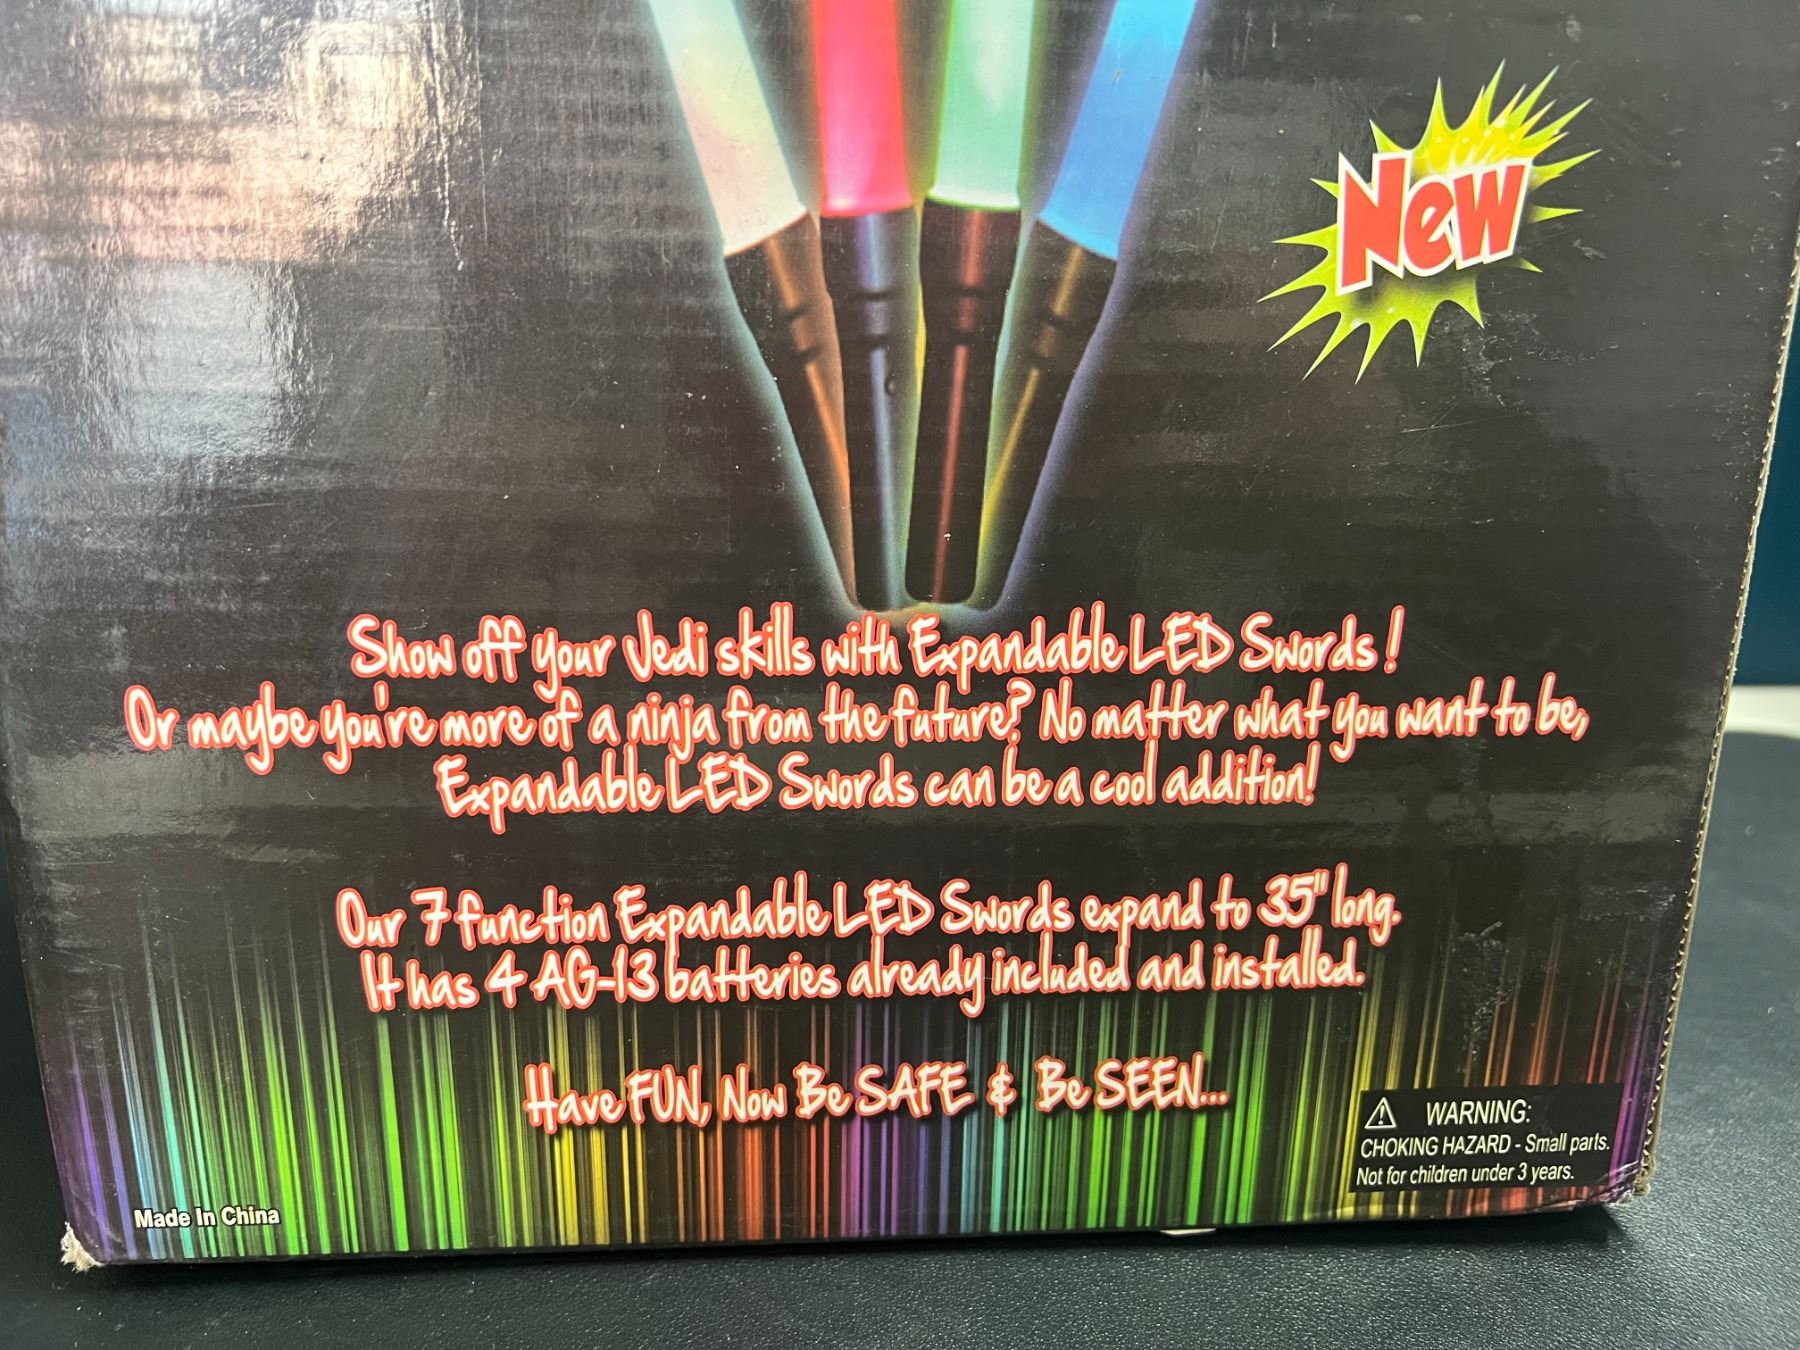 New
Show off your Jedi skills with Expandable LED Swords !
Or maybe you're more of a ninja from the future? No matter what you want to be,
Expandable LED Swords can be a cool addition!
Our 7 function Expandable LED Swords expand to 35" long.
It has 4 AG-13 batteries already included and installed.
Have FUN, Now Be SAFE & Be SEEN...
WARNING:
CHOKING HAZARD - Small parts.
Not for children under 3 years.
Made In China